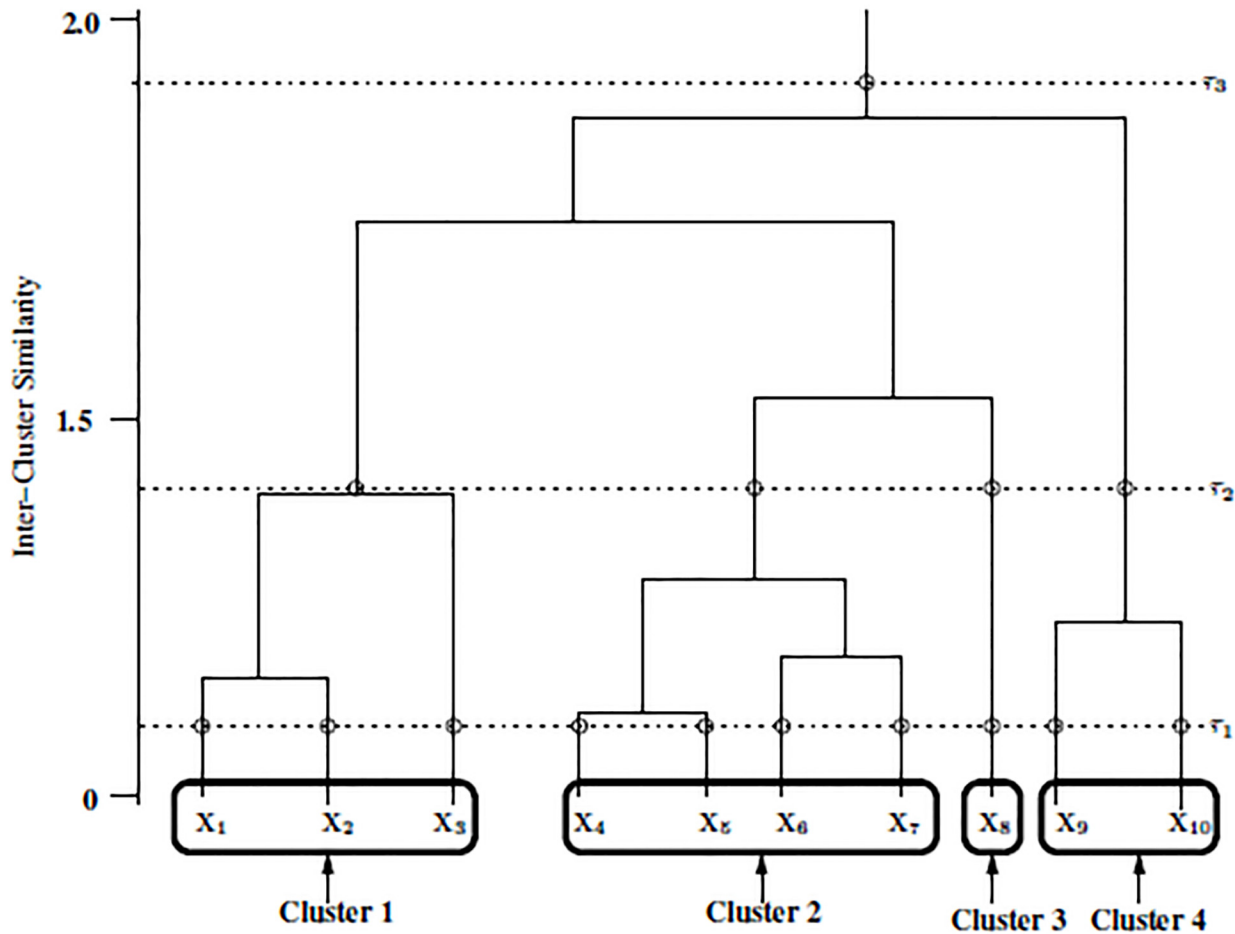 2.0
τ₃
Inter–Cluster Similarity
1.5
τ₂
τ₁
0
X₁ X₂ X₃ X₄ X₅ X₆ X₇ X₈ X₉ X₁₀
Cluster 1 Cluster 2 Cluster 3 Cluster 4